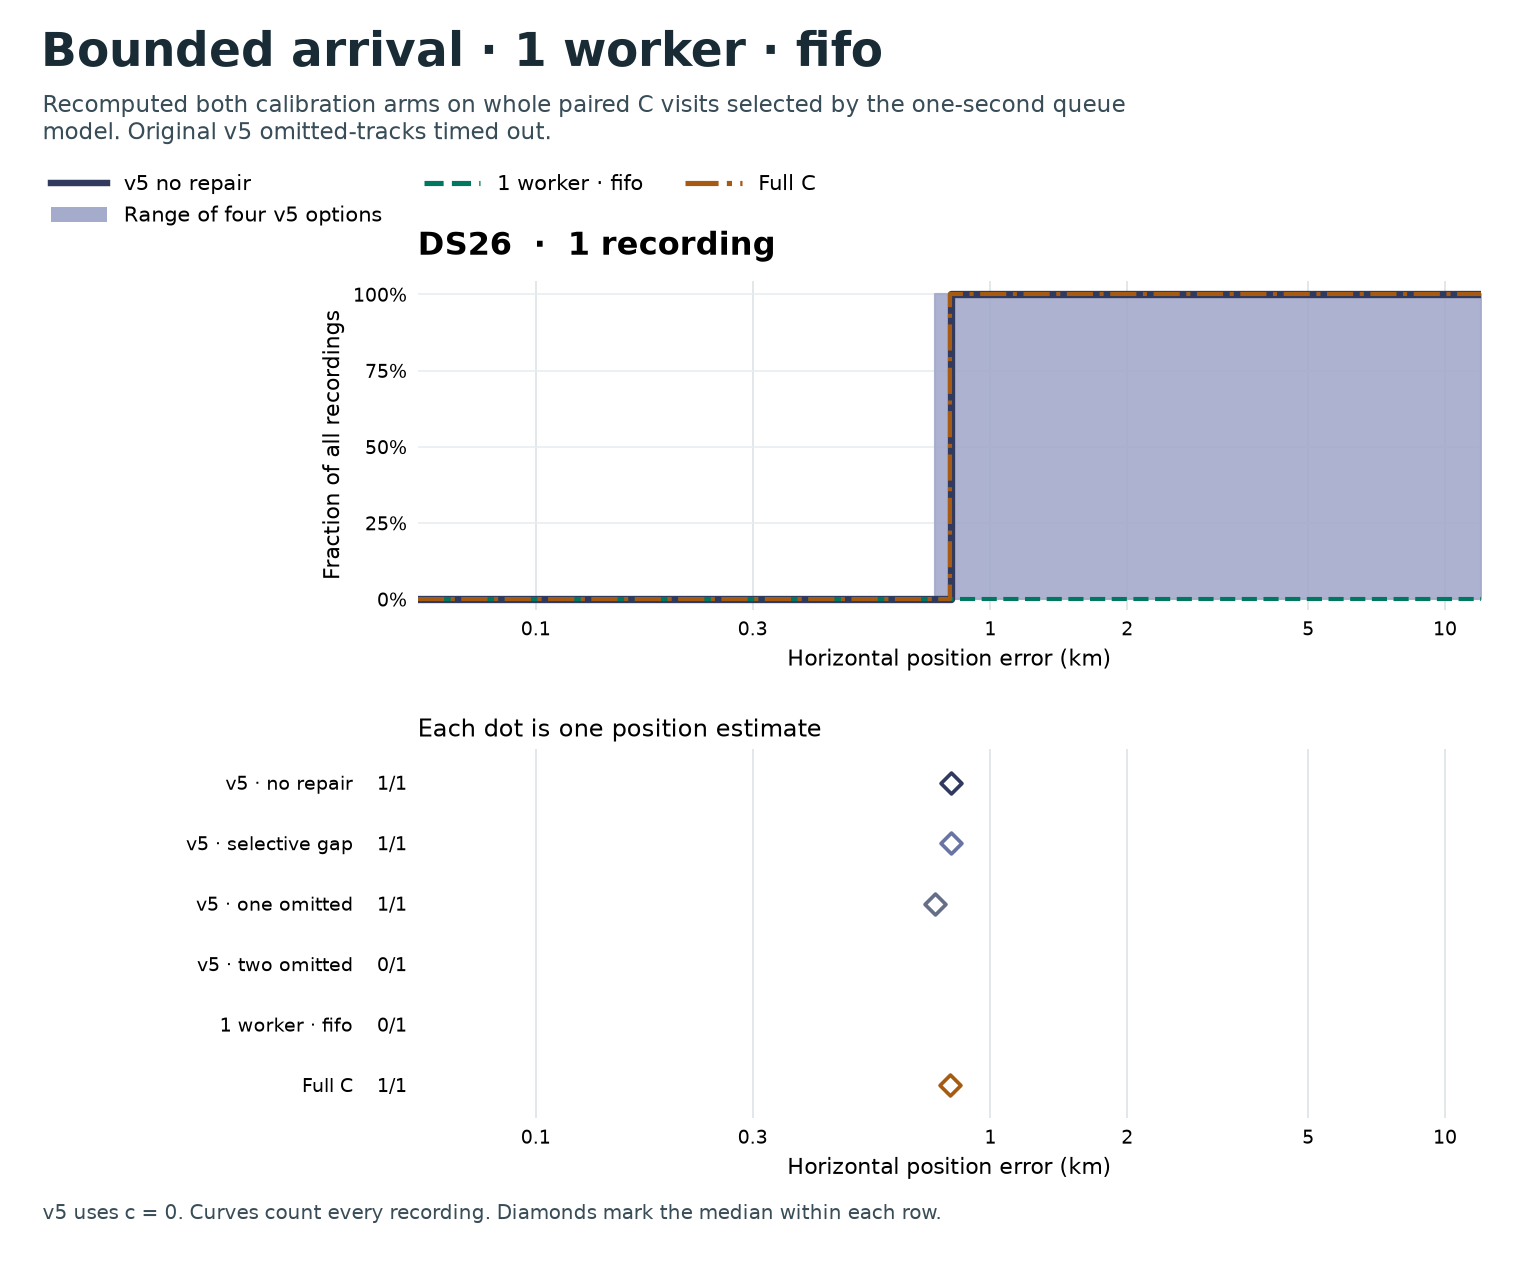 Bounded arrival · 1 worker · fifo
Recomputed both calibration arms on whole paired C visits selected by the one-second queue
model. Original v5 omitted-tracks timed out.
v5 no repair
1 worker · fifo
Full C
Range of four v5 options
DS26 · 1 recording
Fraction of all recordings
100%
75%
50%
25%
0%
0.1
0.3
1
2
5
10
Horizontal position error (km)
Each dot is one position estimate
v5 · no repair 1/1
v5 · selective gap 1/1
v5 · one omitted 1/1
v5 · two omitted 0/1
1 worker · fifo 0/1
Full C 1/1
0.1
0.3
1
2
5
10
Horizontal position error (km)
v5 uses c = 0. Curves count every recording. Diamonds mark the median within each row.